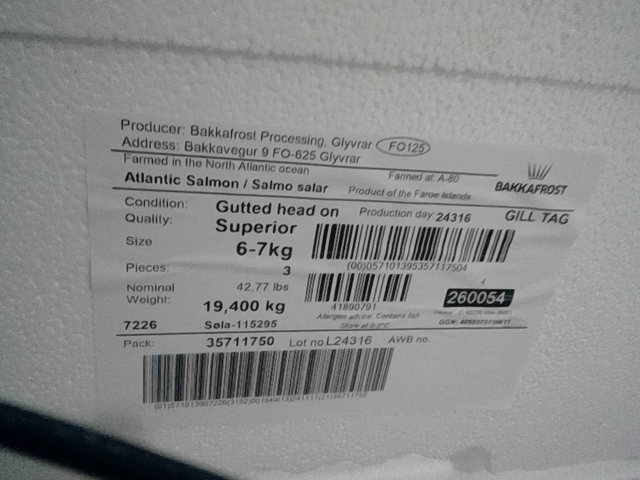 Producer: Bakkafrost Processing, Glyvrar FO125
Address: Bakkavegur 9 FO-625 Glyvrar
Farmed in the North Atlantic ocean Farmed at: A-80
Atlantic Salmon / Salmo salar Product of the Faroe Islands
BAKKAFROST
Condition: Gutted head on Production day 24316 GILL TAG
Quality: Superior
Size 6-7kg
(00)057101395357117504
Pieces: 3
Nominal 42,77 lbs
Weight: 19,400 kg
41890791
4
260054
Allergen advice: Contains fish
Store at 0/2°C
7226 Søla-115295
GGN:
Pack: 35711750 Lot no L24316 AWB no.